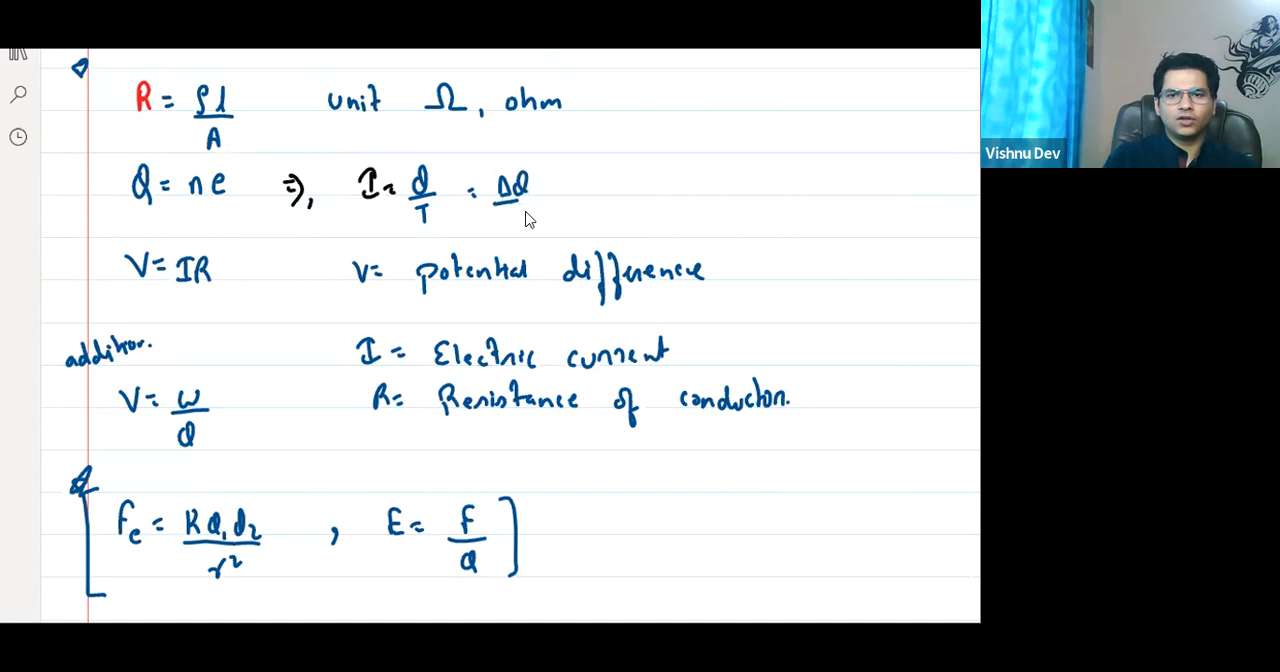 R = ρl/A unit Ω, ohm
Q = ne ⇒, I = Q/T = ΔQ
V = IR V = potential difference
addition. I = Electric current
V = W/Q R = Resistance of conductor.
[ Fe = KQ₁Q₂/r² , E = F/Q ]
Vishnu Dev